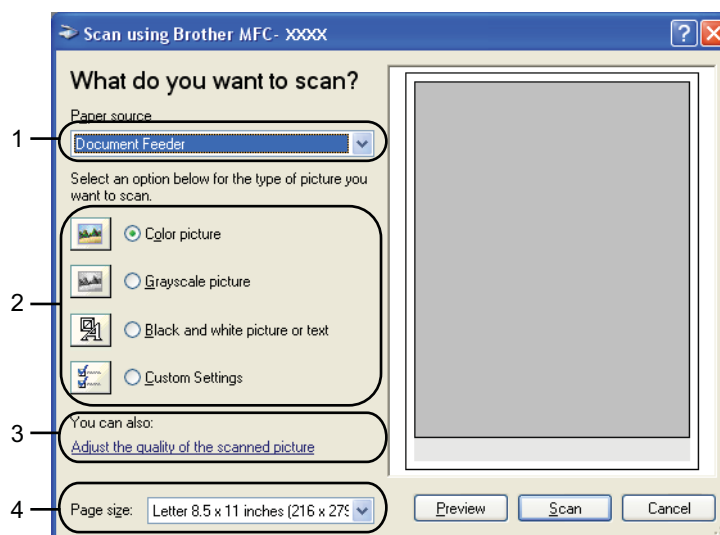 Scan using Brother MFC- XXXX
What do you want to scan?
Paper source
1
Document Feeder
Select an option below for the type of picture you
want to scan.
2
Color picture
Grayscale picture
Black and white picture or text
Custom Settings
3
You can also:
Adjust the quality of the scanned picture
4
Page size:
Letter 8.5 x 11 inches (216 x 279
Preview
Scan
Cancel